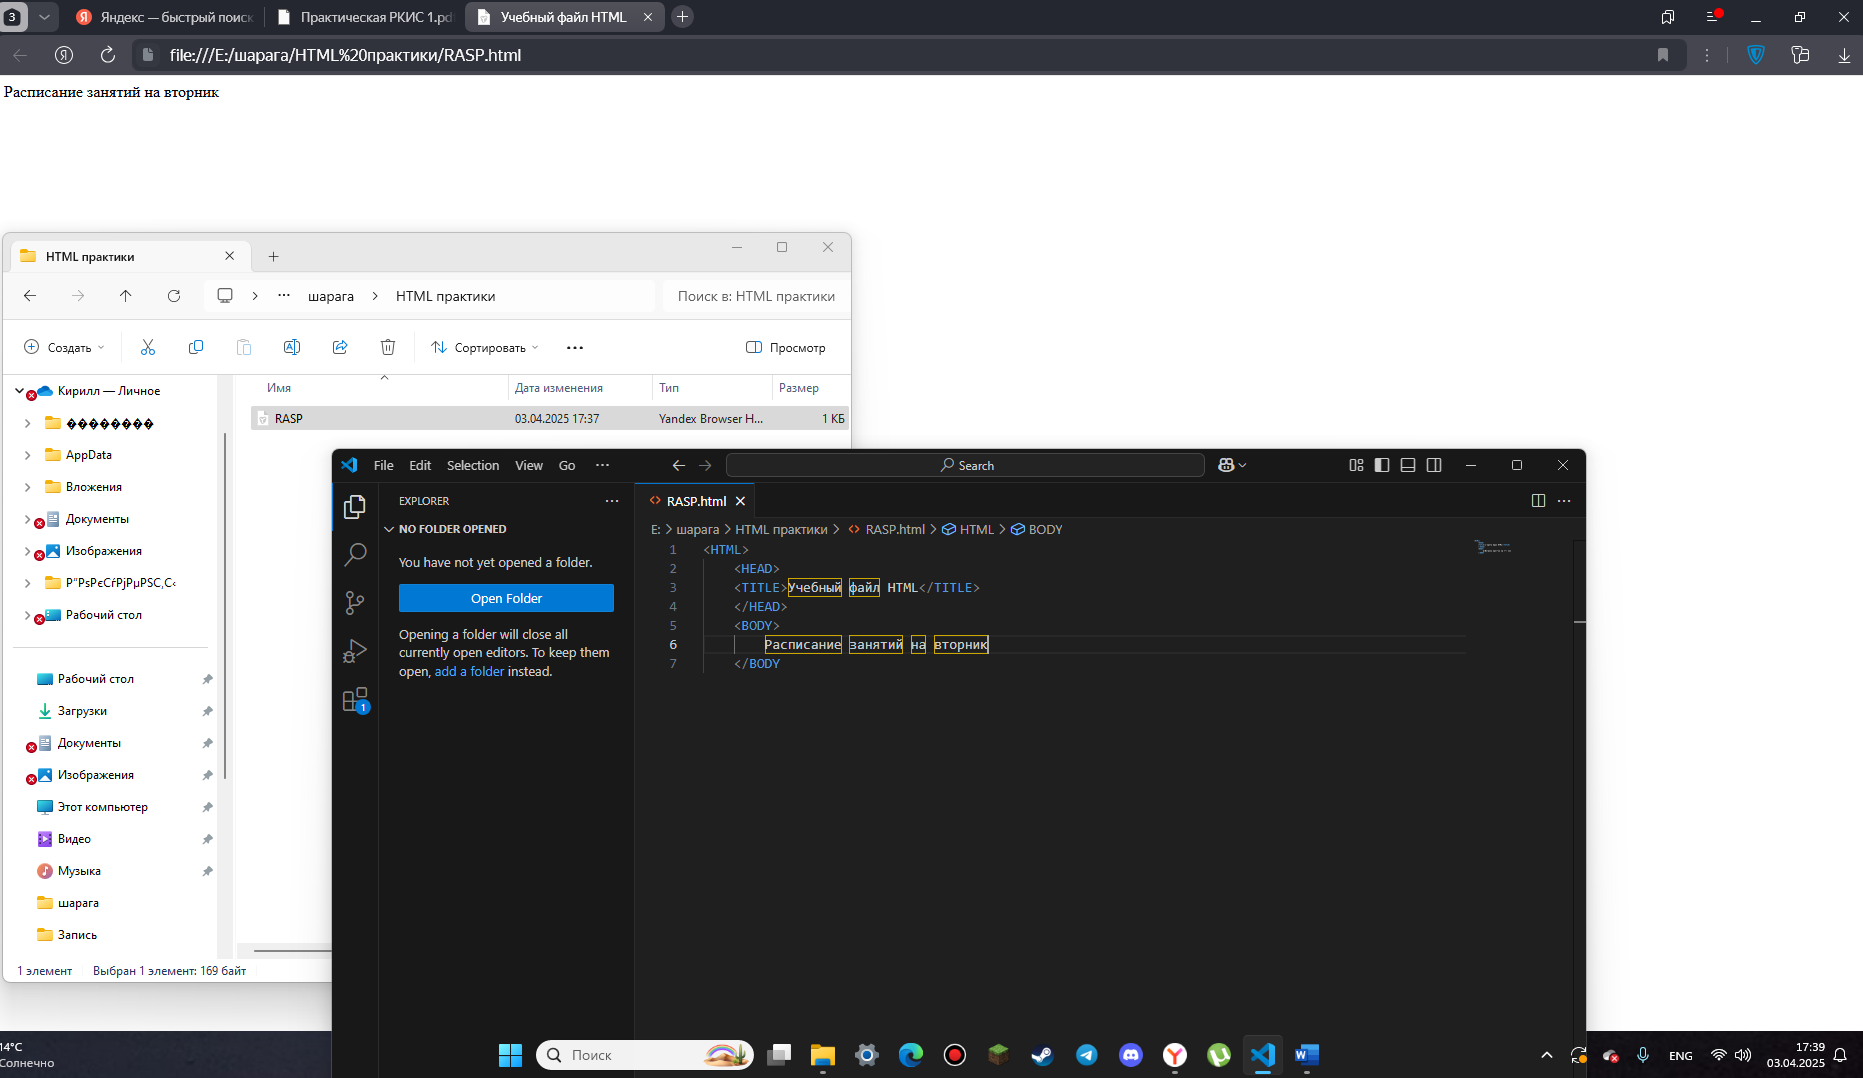 3
Яндекс — быстрый поиск
Практическая РКИС 1.pd
Учебный файл HTML
file:///E:/шарага/HTML%20практики/RASP.html
Расписание занятий на вторник
HTML практики
шарага
HTML практики
Поиск в: HTML практики
Создать
Сортировать
Просмотр
Кирилл — Личное
��������
AppData
Вложения
Документы
Изображения
Р”РѕРєСѓРјРµРЅС‚С‹
Рабочий стол
Рабочий стол
Загрузки
Документы
Изображения
Этот компьютер
Видео
Музыка
шарага
Запись
Имя
Дата изменения
Тип
Размер
RASP
03.04.2025 17:37
Yandex Browser H...
1 КБ
1 элемент
Выбран 1 элемент: 169 байт
File Edit Selection View Go ···
Search
EXPLORER
NO FOLDER OPENED
You have not yet opened a folder.
Open Folder
Opening a folder will close all
currently open editors. To keep them
open, add a folder instead.
1
RASP.html
E: > шарага > HTML практики > RASP.html > HTML > BODY
1 <HTML>
2 <HEAD>
3 <TITLE>Учебный файл HTML</TITLE>
4 </HEAD>
5 <BODY>
6 Расписание занятий на вторник
7 </BODY
14°C
Солнечно
Поиск
ENG
17:39
03.04.2025